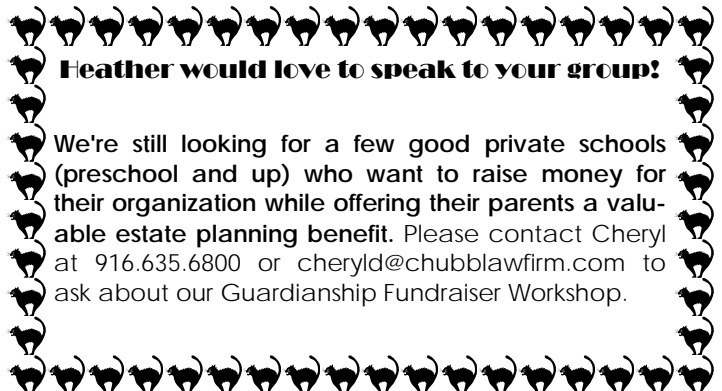 Heather would love to speak to your group!
We're still looking for a few good private schools
(preschool and up) who want to raise money for
their organization while offering their parents a valu-
able estate planning benefit. Please contact Cheryl
at 916.635.6800 or cheryld@chubblawfirm.com to
ask about our Guardianship Fundraiser Workshop.